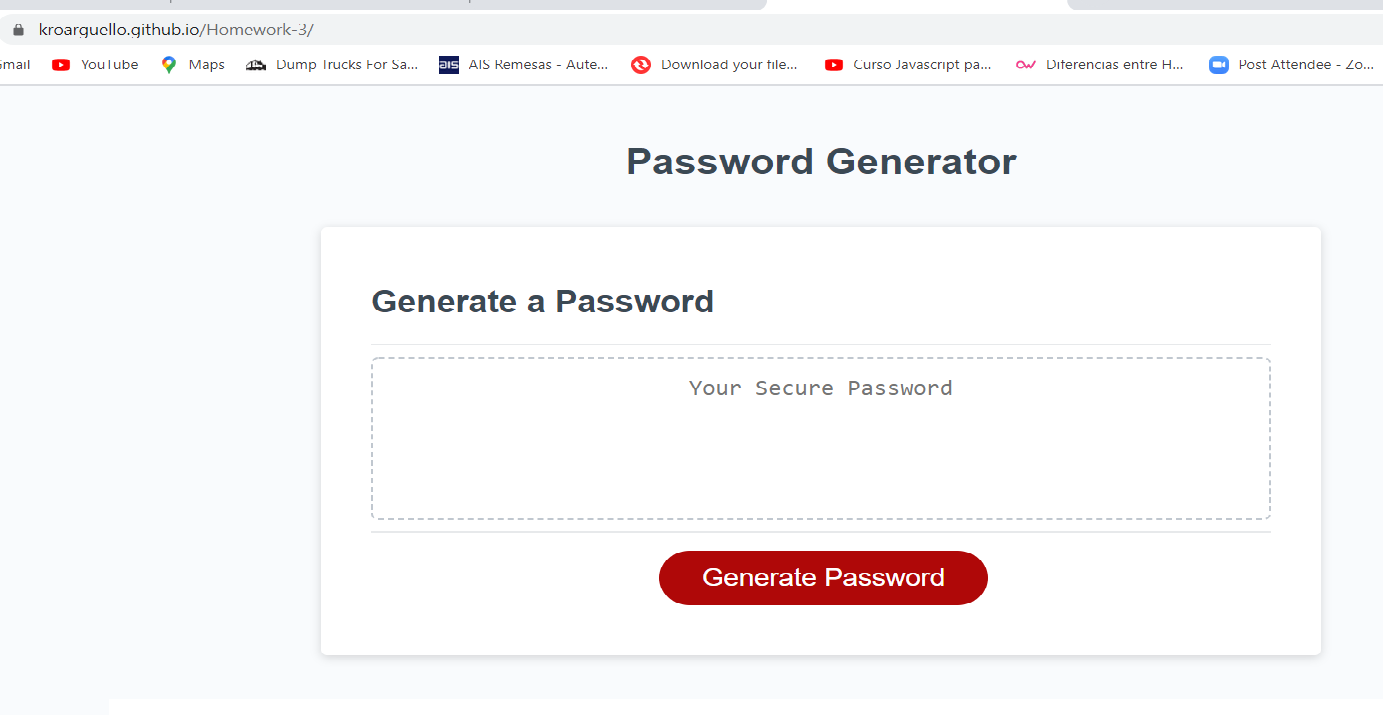 kroarguello.github.io/Homework-3/
YouTube Maps Dump Trucks For Sa... AIS Remesas - Aute... Download your file... Curso Javascript pa... Diferencias entre H... Post Attendee - Zo...
Password Generator
Generate a Password
Your Secure Password
Generate Password